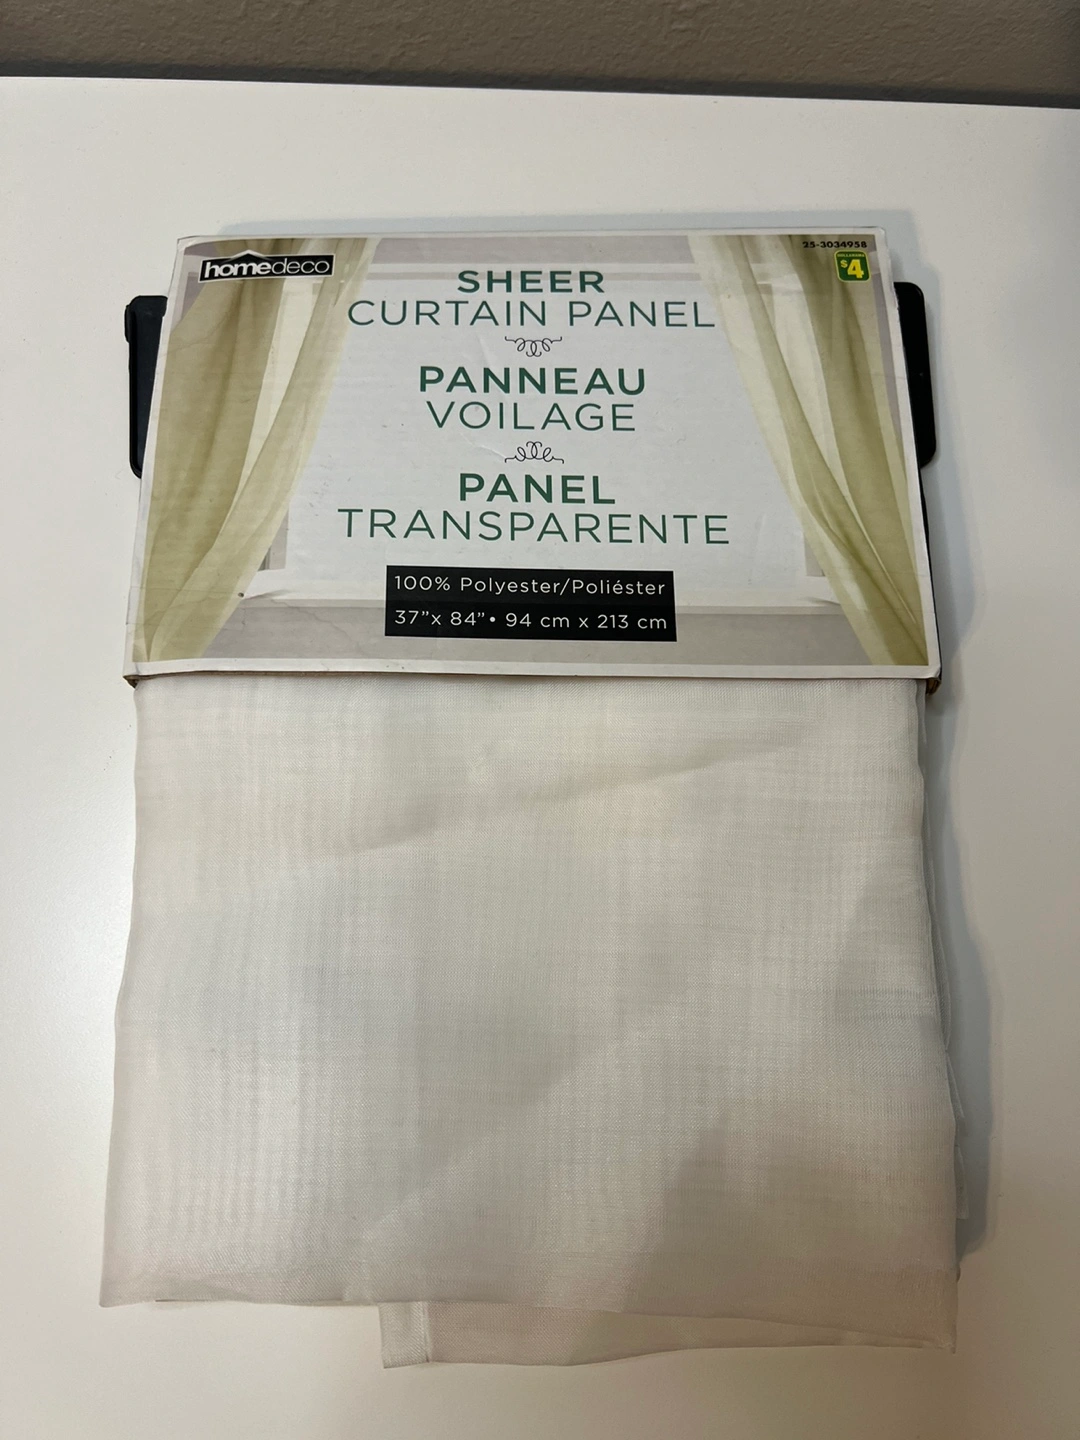 homedeco
25-3034958
$4
SHEER
CURTAIN PANEL
PANNEAU
VOILAGE
PANEL
TRANSPARENTE
100% Polyester/Poliéster
37”x 84”• 94 cm x 213 cm